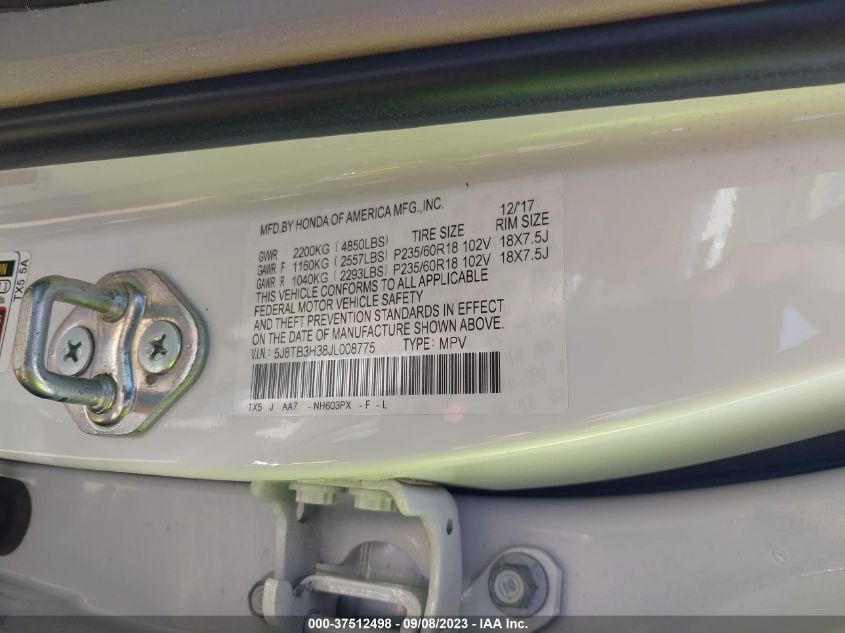 MFD.BY HONDA OF AMERICA MFG.,INC. 12/'17
TIRE SIZE RIM SIZE
GVWR 2200KG ( 4850LBS)
GAWR F 1160KG ( 2557LBS) P235/60R18 102V 18X7.5J
GAWR R 1040KG ( 2293LBS) P235/60R18 102V 18X7.5J
THIS VEHICLE CONFORMS TO ALL APPLICABLE
FEDERAL MOTOR VEHICLE SAFETY
AND THEFT PREVENTION STANDARDS IN EFFECT
ON THE DATE OF MANUFACTURE SHOWN ABOVE.
V.I.N.: 5J8TB3H38JL008775 TYPE: MPV
TX5 J AA7 -NH603PX -F -L
TX5 5A
000-37512498 - 09/08/2023 - IAA Inc.